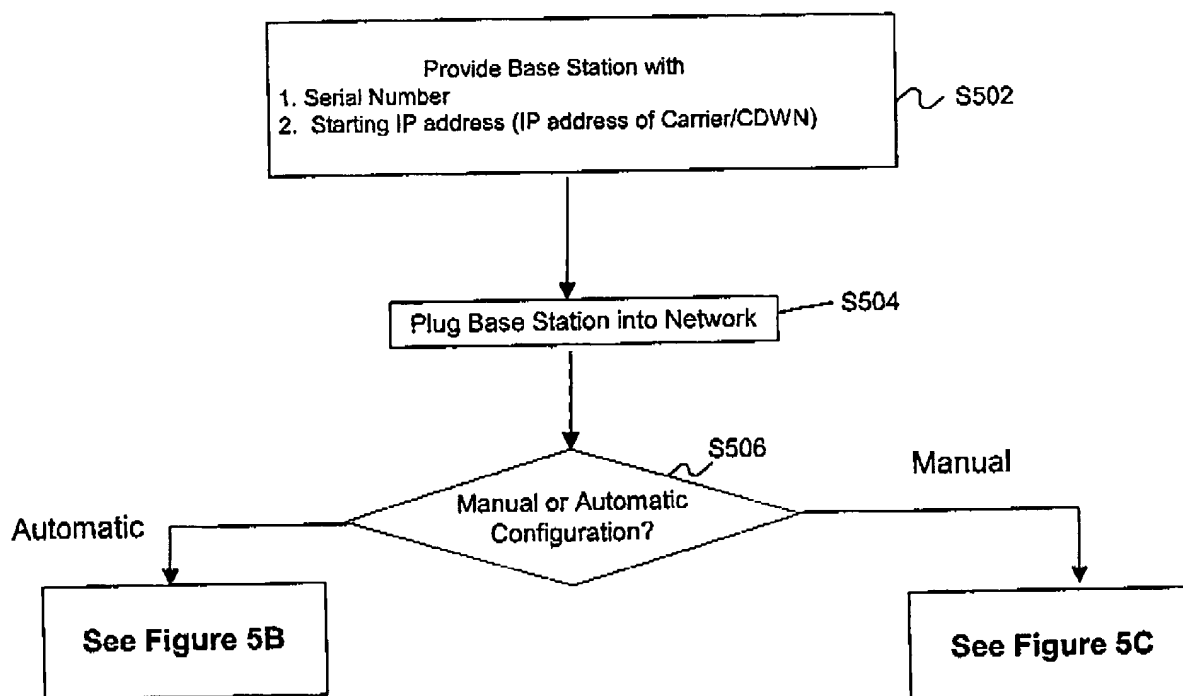 Provide Base Station with
1. Serial Number
2. Starting IP address (IP address of Carrier/CDWN)
S502
Plug Base Station into Network
S504
S506
Manual or Automatic
Configuration?
Automatic
Manual
See Figure 5B
See Figure 5C